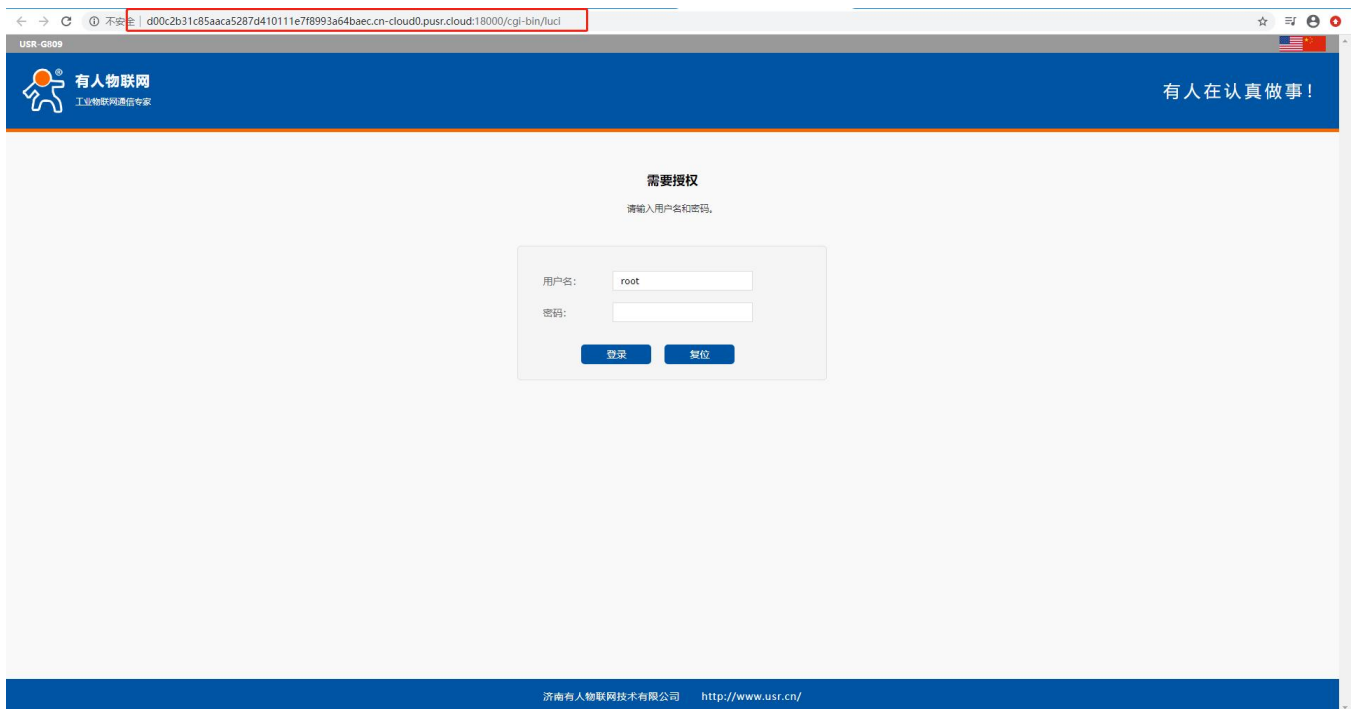 不安全 | d00c2b31c85aaca5287d410111e7f8993a64baec.cn-cloud0.pusr.cloud:18000/cgi-bin/luci
USR-G809
有人物联网
®
工业物联网通信专家
有人在认真做事!
需要授权
请输入用户名和密码。
用户名: root
密码:
登录 复位
济南有人物联网技术有限公司 http://www.usr.cn/